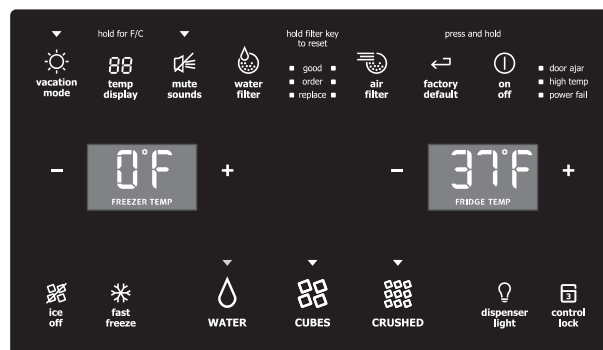 hold for F/C
hold filter key
to reset
press and hold
88
vacation
mode
temp
display
mute
sounds
water
filter
good
order
replace
air
filter
factory
default
on
off
door ajar
high temp
power fail
- 0°F +
FREEZER TEMP
- 37°F +
FRIDGE TEMP
ice
off
fast
freeze
WATER
CUBES
CRUSHED
dispenser
light
3
control
lock